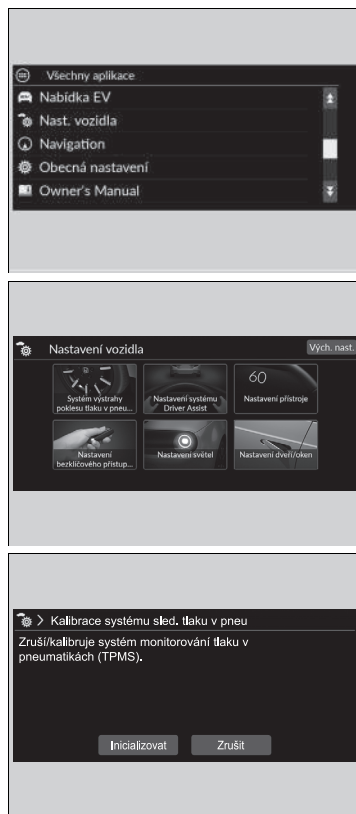 Všechny aplikace
Nabídka EV
Nast. vozidla
Navigation
Obecná nastavení
Owner's Manual
Nastavení vozidla
Vých. nast.
Systém výstrahy
poklesu tlaku v pneu...
Nastavení systému
Driver Assist
60
Nastavení přístroje
Nastavení
bezklíčového přístup...
Nastavení světel
Nastavení dveří/oken
Kalibrace systému sled. tlaku v pneu
Zruší/kalibruje systém monitorování tlaku v
pneumatikách (TPMS).
Inicializovat
Zrušit